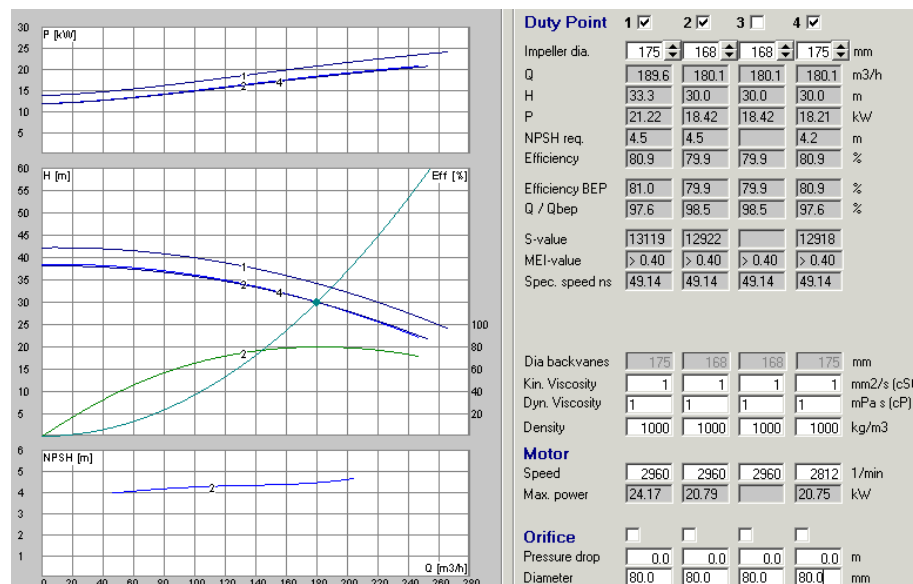 P [kW]
30
25
20
15
10
5
1
2
4
H [m]
Eff [%]
60
55
50
45
40
35
30
25
20
15
10
5
1
2
4
2
100
80
60
40
20
NPSH [m]
6
5
4
3
2
1
2
Q [m3/h]
0 20 40 60 80 100 120 140 160 180 200 220 240 260 280
Duty Point 1 2 3 4
Impeller dia. 175 168 168 175 mm
Q 189.6 180.1 180.1 180.1 m3/h
H 33.3 30.0 30.0 30.0 m
P 21.22 18.42 18.42 18.21 kW
NPSH req. 4.5 4.5 4.2 m
Efficiency 80.9 79.9 79.9 80.9 %
Efficiency BEP 81.0 79.9 79.9 80.9 %
Q / Qbep 97.6 98.5 98.5 97.6 %
S-value 13119 12922 12918
MEI-value > 0.40 > 0.40 > 0.40 > 0.40
Spec. speed ns 49.14 49.14 49.14 49.14
Dia backvanes 175 168 168 175 mm
Kin. Viscosity 1 1 1 1 mm2/s (cSt
Dyn. Viscosity 1 1 1 1 mPa s (cP)
Density 1000 1000 1000 1000 kg/m3
Motor
Speed 2960 2960 2960 2812 1/min
Max. power 24.17 20.79 20.75 kW
Orifice
Pressure drop 0.0 0.0 0.0 0.0 m
Diameter 80.0 80.0 80.0 80.0 mm